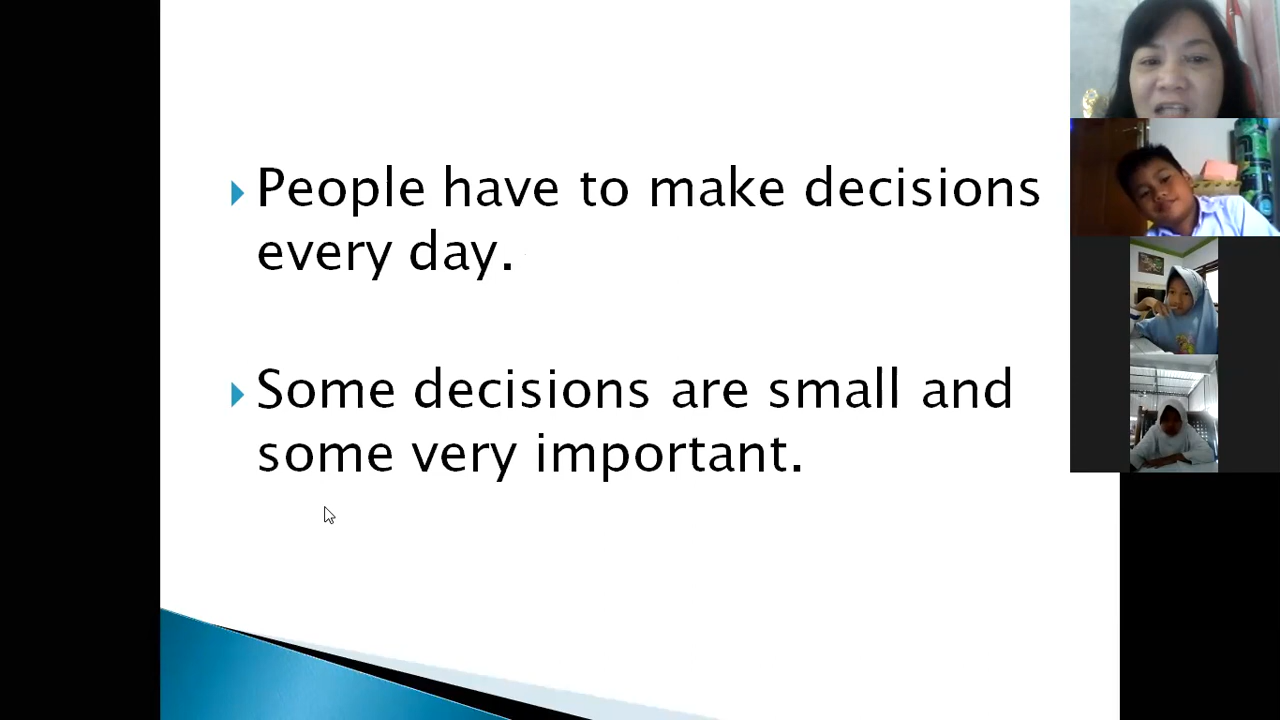 People have to make decisions
every day.
Some decisions are small and
some very important.